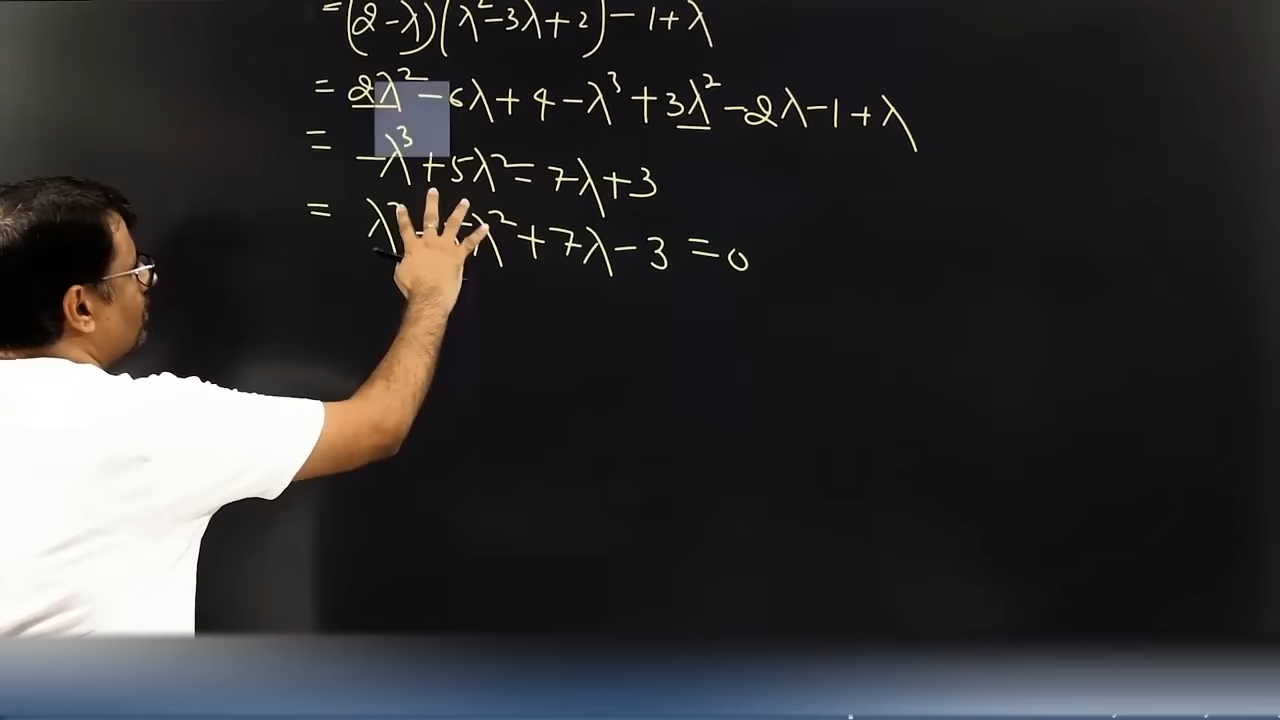 =(2-λ)(λ²-3λ+2)-1+λ
= 2λ²-6λ+4-λ³+3λ²-2λ-1+λ
= -λ³+5λ²=7λ+3
= λ λ²+7λ-3=0